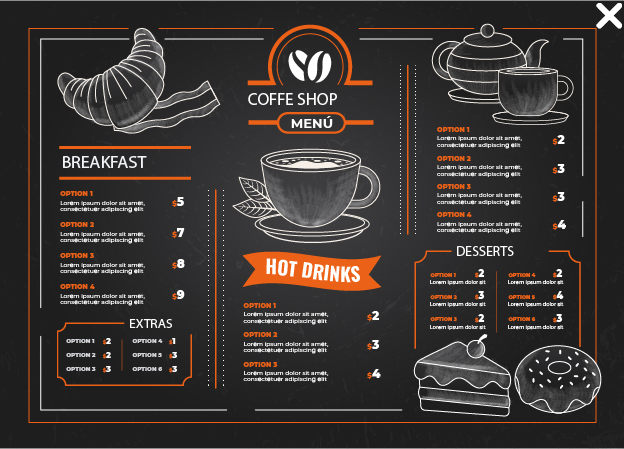 COFFE SHOP
MENÚ
BREAKFAST
OPTION 1
Lorem ipsum dolor sit amet,
consectetuer adipiscing elit
$5
OPTION 2
Lorem ipsum dolor sit amet,
consectetuer adipiscing elit
$7
OPTION 3
Lorem ipsum dolor sit amet,
consectetuer adipiscing elit
$8
OPTION 4
Lorem ipsum dolor sit amet,
consectetuer adipiscing elit
$9
EXTRAS
OPTION 1 $2
OPTION 2 $2
OPTION 3 $3
OPTION 4 $1
OPTION 5 $3
OPTION 6 $3
HOT DRINKS
OPTION 1
Lorem ipsum dolor sit amet,
consectetuer adipiscing elit
$2
OPTION 2
Lorem ipsum dolor sit amet,
consectetuer adipiscing elit
$3
OPTION 3
Lorem ipsum dolor sit amet,
consectetuer adipiscing elit
$4
OPTION 1
Lorem ipsum dolor sit amet,
consectetuer adipiscing elit
$2
OPTION 2
Lorem ipsum dolor sit amet,
consectetuer adipiscing elit
$3
OPTION 3
Lorem ipsum dolor sit amet,
consectetuer adipiscing elit
$3
OPTION 4
Lorem ipsum dolor sit amet,
consectetuer adipiscing elit
$4
DESSERTS
OPTION 1 $2
Lorem ipsum dolor sit
OPTION 2 $3
Lorem ipsum dolor sit
OPTION 3 $2
Lorem ipsum dolor sit
OPTION 4 $2
Lorem ipsum dolor sit
OPTION 5 $4
Lorem ipsum dolor sit
OPTION 6 $3
Lorem ipsum dolor sit